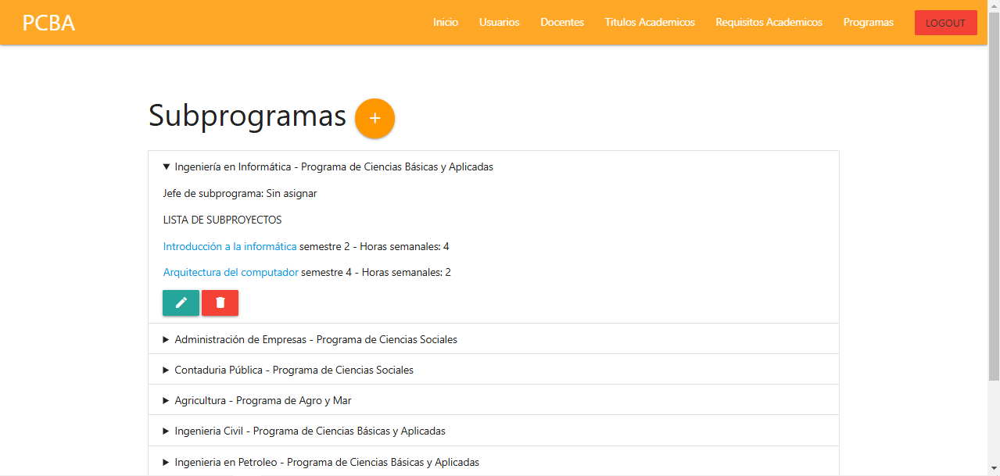 PCBA
Inicio Usuarios Docentes Titulos Academicos Requisitos Academicos Programas LOGOUT
Subprogramas +
Ingeniería en Informática - Programa de Ciencias Básicas y Aplicadas
Jefe de subprograma: Sin asignar
LISTA DE SUBPROYECTOS
Introducción a la informática semestre 2 - Horas semanales: 4
Arquitectura del computador semestre 4 - Horas semanales: 2
Administración de Empresas - Programa de Ciencias Sociales
Contaduria Pública - Programa de Ciencias Sociales
Agricultura - Programa de Agro y Mar
Ingenieria Civil - Programa de Ciencias Básicas y Aplicadas
Ingenieria en Petroleo - Programa de Ciencias Básicas y Aplicadas